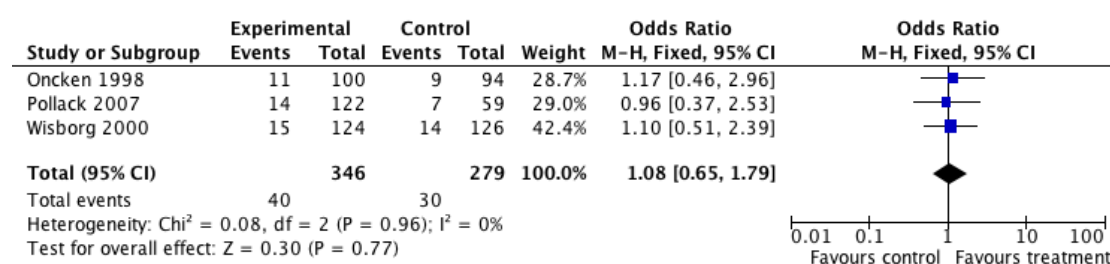 Experimental Control Odds Ratio Odds Ratio
Study or Subgroup Events Total Events Total Weight M-H, Fixed, 95% CI M-H, Fixed, 95% CI
Oncken 1998 11 100 9 94 28.7% 1.17 [0.46, 2.96]
Pollack 2007 14 122 7 59 29.0% 0.96 [0.37, 2.53]
Wisborg 2000 15 124 14 126 42.4% 1.10 [0.51, 2.39]
Total (95% CI) 346 279 100.0% 1.08 [0.65, 1.79]
Total events 40 30
Heterogeneity: Chi² = 0.08, df = 2 (P = 0.96); I² = 0%
Test for overall effect: Z = 0.30 (P = 0.77)
0.01 0.1 1 10 100
Favours control Favours treatment